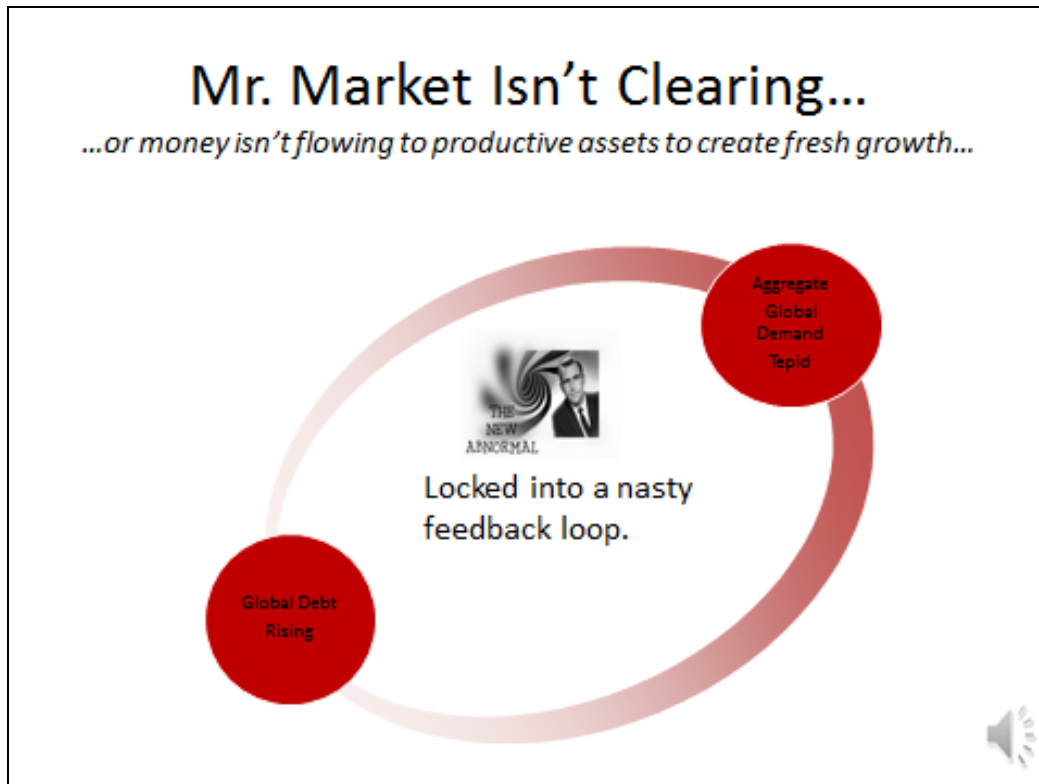 Mr. Market Isn’t Clearing…
…or money isn’t flowing to productive assets to create fresh growth…
Aggregate
Global
Demand
Tepid
THE
NEW
ABNORMAL
Locked into a nasty
feedback loop.
Global Debt
Rising